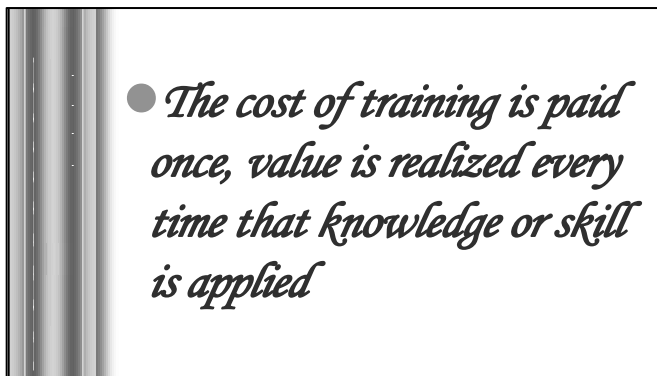 The cost of training is paid
once, value is realized every
time that knowledge or skill
is applied